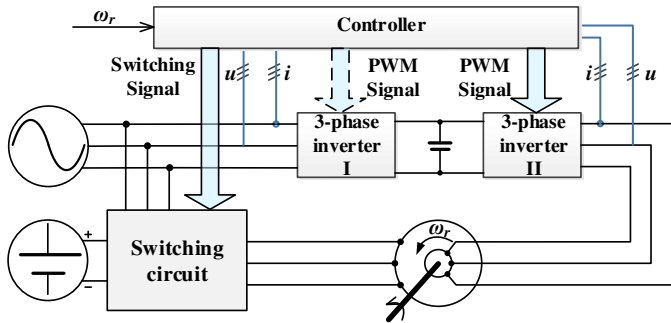 ωr
Controller
Switching
Signal
u
i
PWM
Signal
PWM
Signal
i
u
3-phase
inverter
I
3-phase
inverter
II
+
−
Switching
circuit
ωr